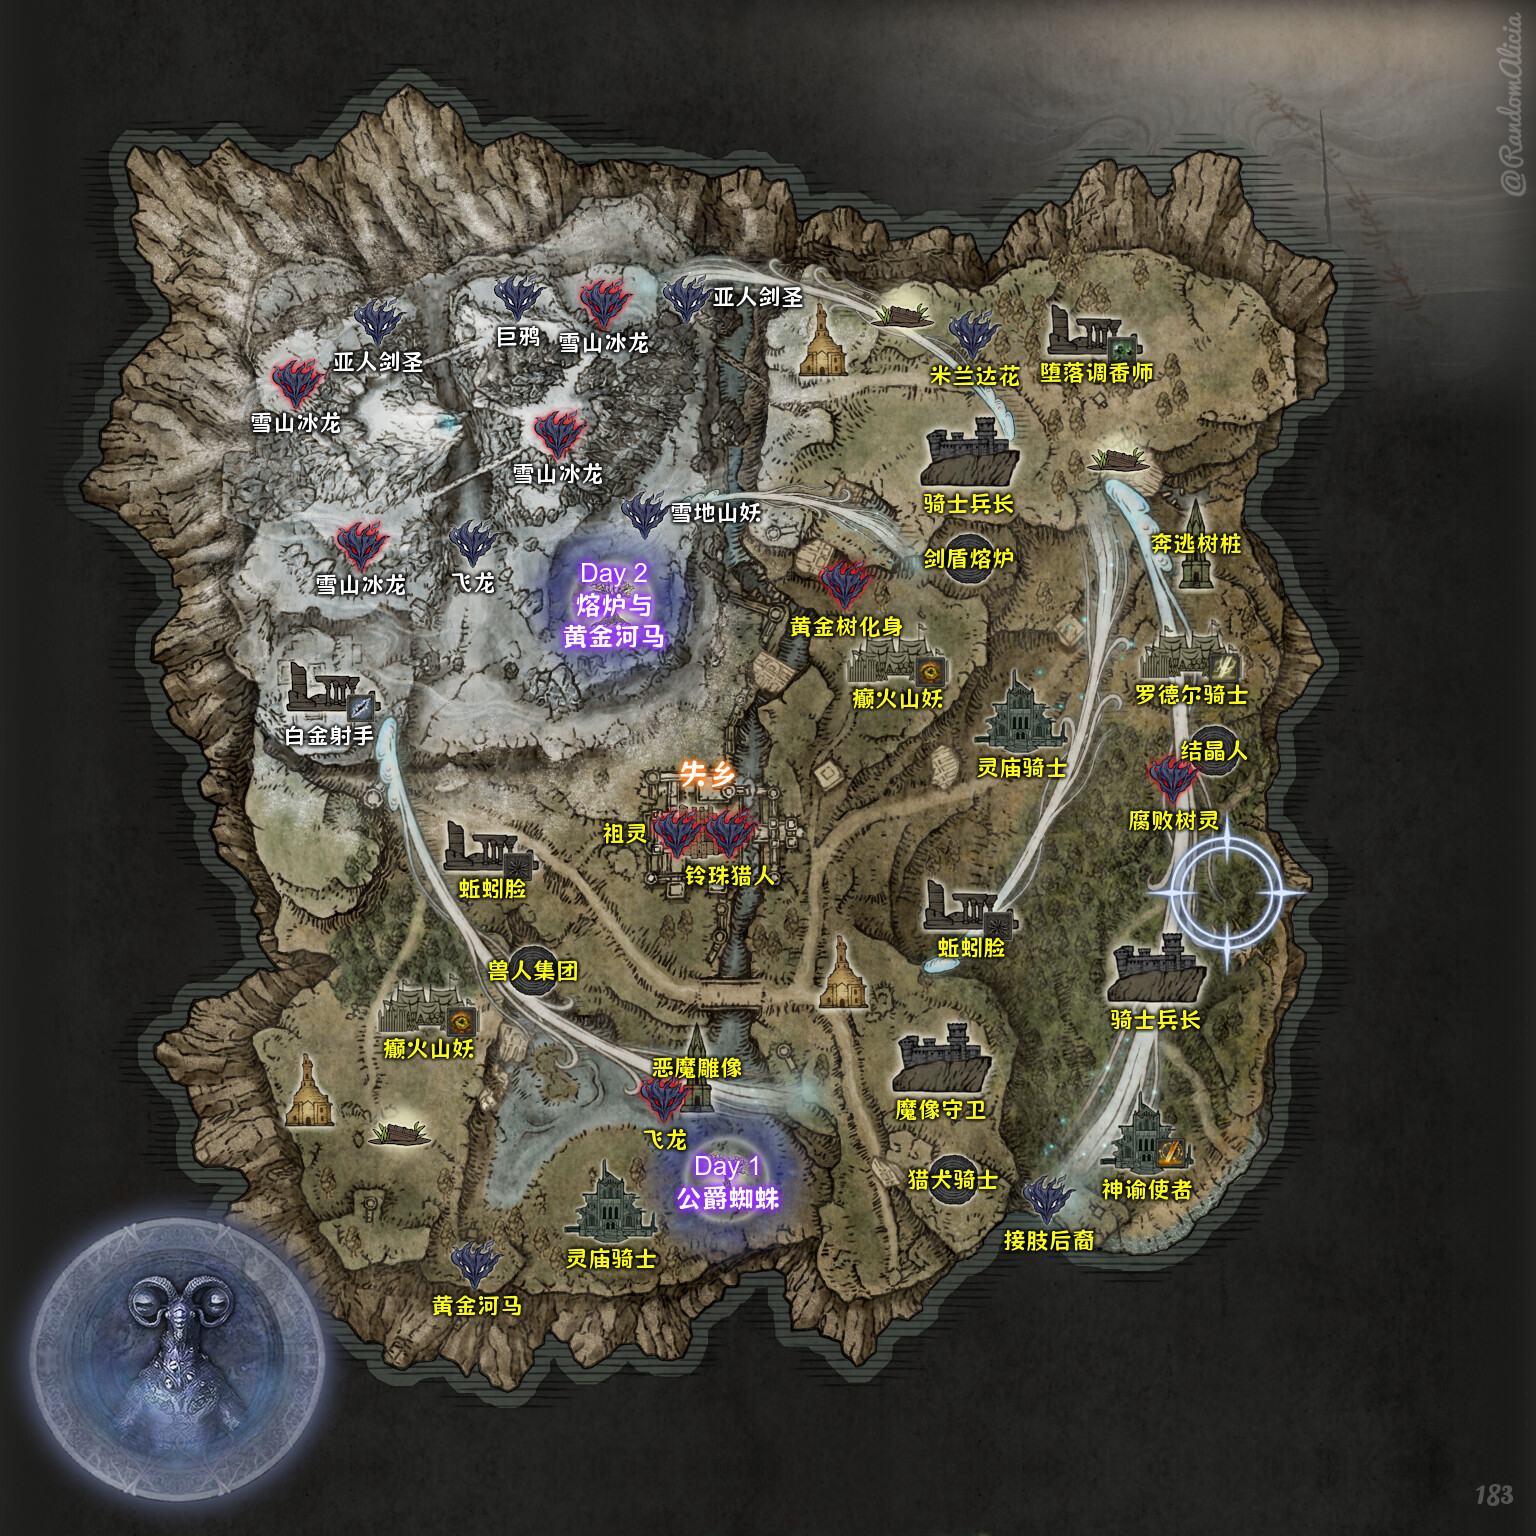 @RandomAlicia
亚人剑圣
巨鸦
雪山冰龙
亚人剑圣
米兰达花
堕落调香师
雪山冰龙
雪山冰龙
骑士兵长
雪地山妖
奔逃树桩
剑盾熔炉
雪山冰龙
飞龙
Day 2
熔炉与
黄金河马
黄金树化身
癫火山妖
罗德尔骑士
白金射手
结晶人
灵庙骑士
失乡
腐败树灵
祖灵
铃珠猎人
蚯蚓脸
蚯蚓脸
兽人集团
骑士兵长
癫火山妖
恶魔雕像
魔像守卫
飞龙
Day 1
公爵蜘蛛
猎犬骑士
神谕使者
接肢后裔
灵庙骑士
黄金河马
183